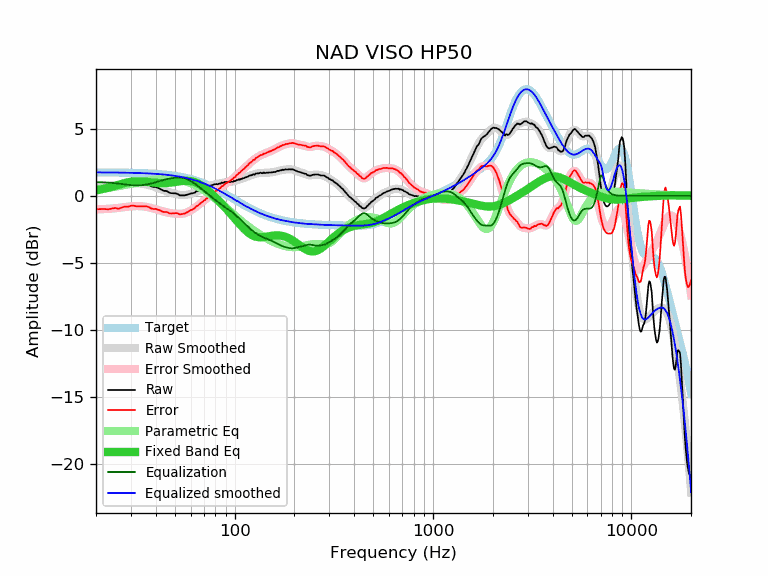 NAD VISO HP50
Amplitude (dBr)
5
0
−5
−10
−15
−20
Target
Raw Smoothed
Error Smoothed
Raw
Error
Parametric Eq
Fixed Band Eq
Equalization
Equalized smoothed
100
1000
10000
Frequency (Hz)